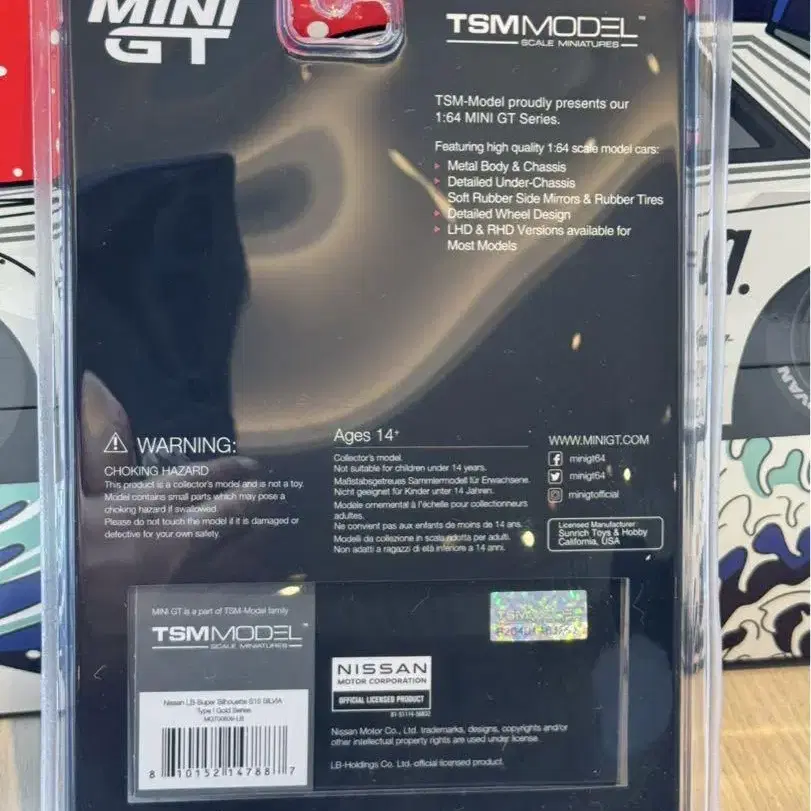 MINI
GT
TSMMODEL™
SCALE MINIATURES
TSM-Model proudly presents our
1:64 MINI GT Series.
Featuring high quality 1:64 scale model cars:
Metal Body & Chassis
Detailed Under-Chassis
Soft Rubber Side Mirrors & Rubber Tires
Detailed Wheel Design
LHD & RHD Versions available for
Most Models
a.
WARNING:
CHOKING HAZARD
This product is a collector's model and is not a toy.
Model contains small parts which may pose a
choking hazard if swallowed.
Please do not touch the model if it is damaged or
defective for your own safety.
Ages 14+
Collector's model.
Not suitable for children under 14 years.
Maßstabsgetreues Sammlermodell für Erwachsene.
Nicht geeignet für Kinder unter 14 Jahren.
Modèle ornemental à l'échelle pour collectionneurs
adultes.
Ne convient pas aux enfants de moins de 14 ans.
Modelli da collezione in scala ridotta per adulti.
Non adatti a ragazzi di età inferiore a 14 anni.
WWW.MINIGT.COM
minigt64
minigt64
minigtofficial
Licensed Manufacturer:
Sunrich Toys & Hobby
California, USA
MINI GT is a part of TSM-Model family
TSMMODEL™
SCALE MINIATURES
Nissan LB-Super Silhouette S15 SILVIA
Type I Gold Series
8 10152 14788 7
NISSAN
MOTOR CORPORATION
OFFICIAL LICENSED PRODUCT
Nissan Motor Co., Ltd. trademarks, designs, copyrights and/or
other intellectual property rights are used under license.
LB-Holdings Co. Ltd. official licensed product.